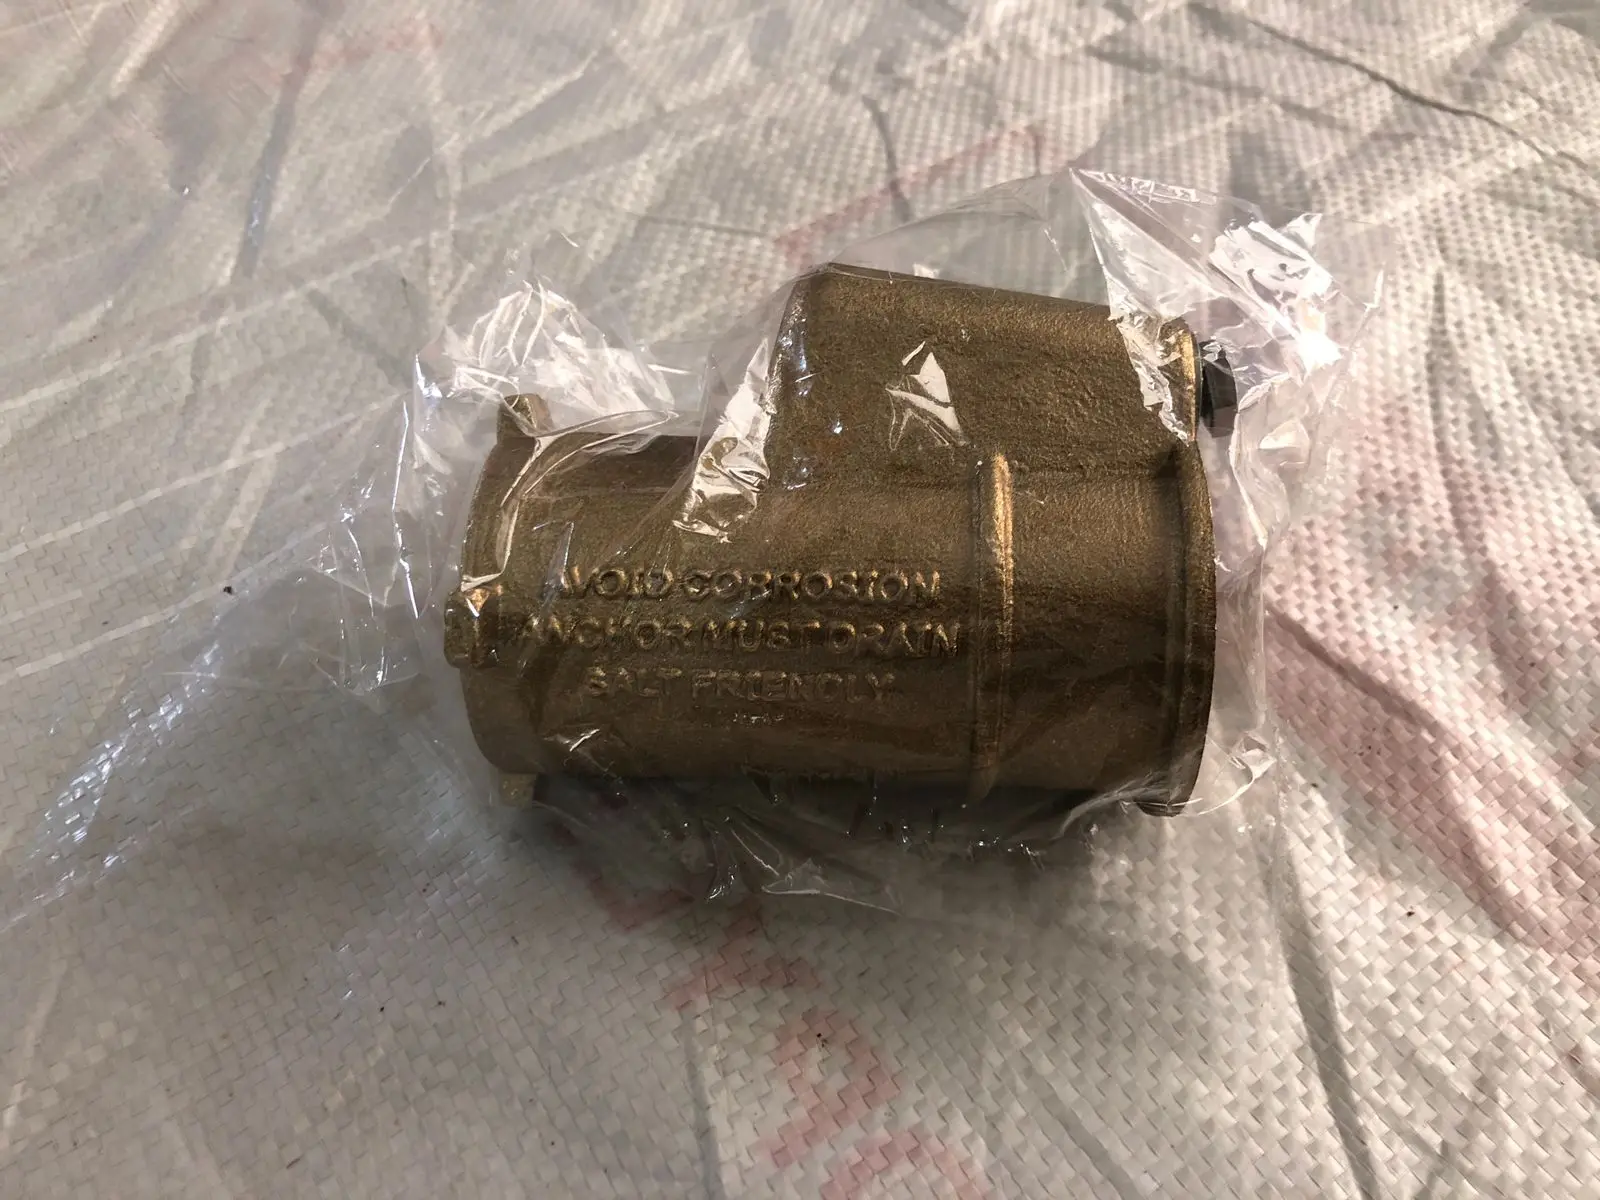 AVOID CORROSION
ANCHOR MUST DRAIN
SALT FRIENDLY